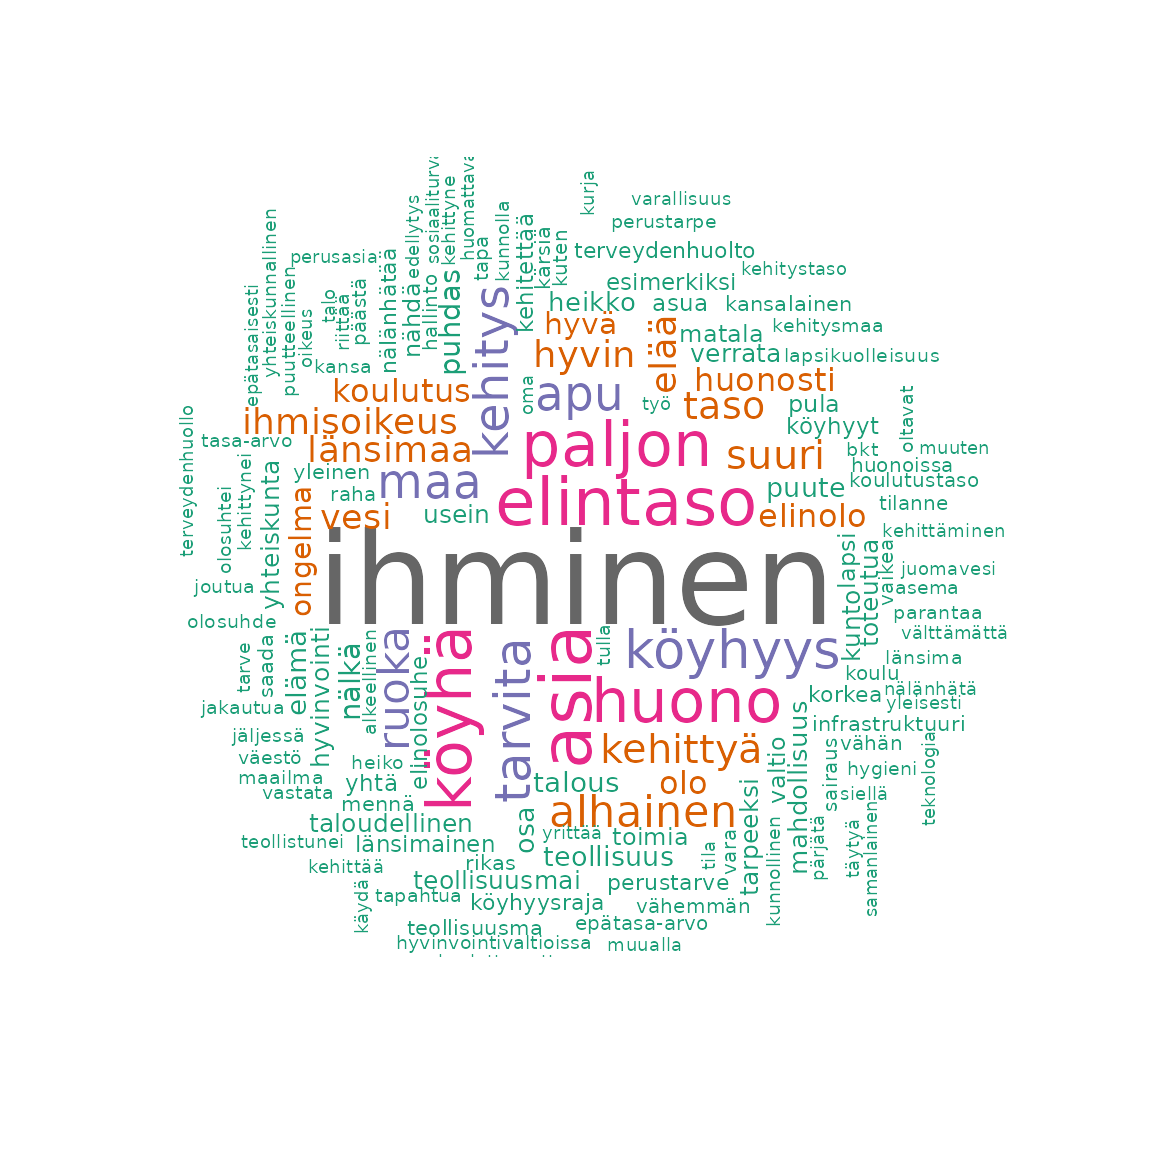 kurja
varallisuus
perustarpe
terveydenhuolto
kehitystaso
esimerkiksi
heikko
asua
kansalainen
kehittyne
tapa
kunnolla
kehitettää
kärsiä
kuten
edellytys
hallinto
nähdä
puhdas
nälänhätää
perusasia
yhteiskunnallinen
puutteellinen
epätasaisesti
oikeus
talo
riittää
päästä
kansa
kehitys
hyvä
hyvin
elää
matala
kehitysmaa
verrata
lapsikuolleisuus
koulutus
oma
apu
työ
huonosti
taso
pula
köyhyyt
oltavat
ihmisoikeus
länsimaa
paljon
suuri
bkt
muuten
huonoissa
terveydenhuollo
tasa-arvo
kehittynei
olosuhtei
yhteiskunta
yleinen
raha
maa
usein
elintaso
puute
koulutustaso
tilanne
elinolo
kehittäminen
ongelma
vesi
ihminen
kuntolapsi
toteutua
vaikea
juomavesi
asema
joutua
parantaa
olosuhde
välttämättä
tarve
saada
elämä
hyvinvointi
nälkä
alkeellinen
ruoka
elinolosuhe
köyhä
tarvita
asia
tulla
köyhyys
länsimä
koulu
nälänhätä
korkea
yleisesti
jakautua
huono
infrastruktuuri
jäljessä
väestö
maailma
vastata
heiko
yhtä
mennä
kehittyä
vähän
hygieni
siellä
teknologia
sairaus
mahdollisuus
valtio
talous
olo
alhainen
taloudellinen
osa
yrittää
toimia
tarpeeksi
vara
tila
kunnollinen
pärjätä
täytyä
samanlainen
teollistunei
länsimainen
kehittää
rikas
teollisuus
teollisuusmai
perustarve
käydä
tapahtua
köyhyysraja
vähemmän
teollisuusma
epätasa-arvo
hyvinvointivaltioissa
muualla